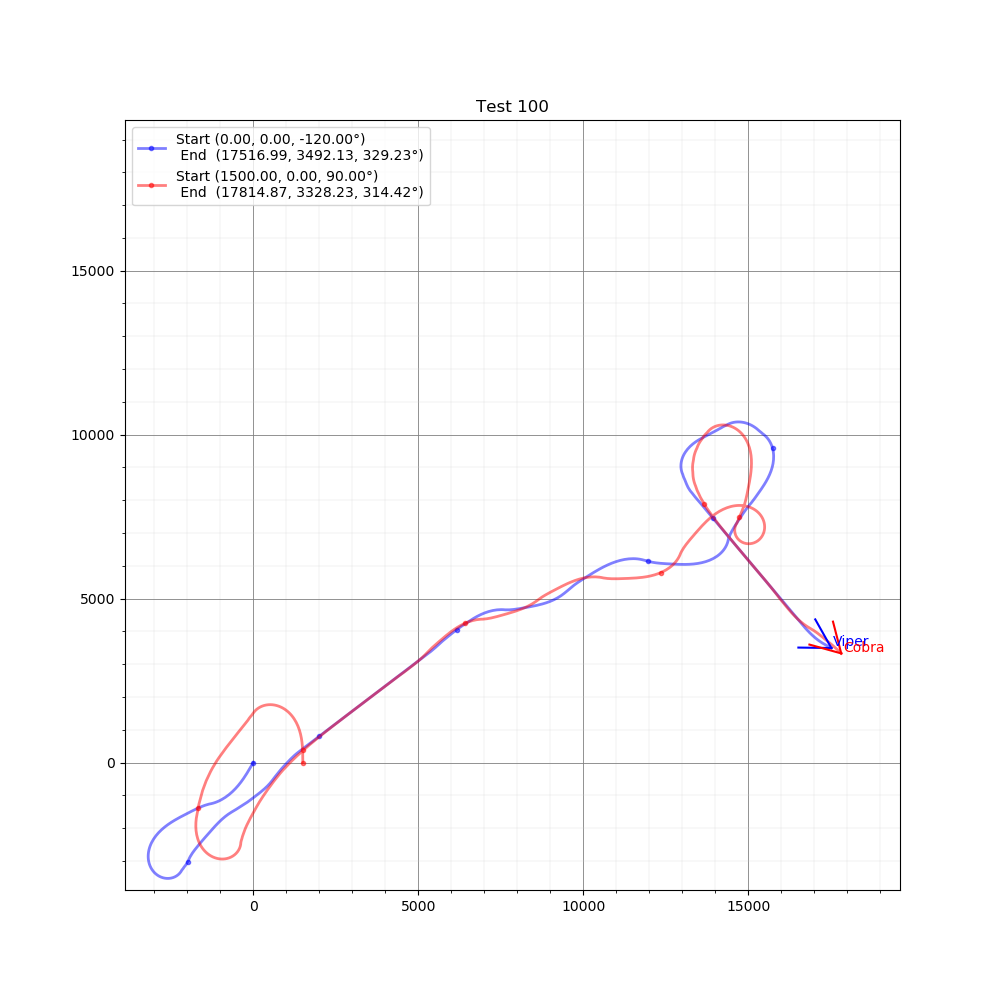 Test 100
Start (0.00, 0.00, -120.00°)
End (17516.99, 3492.13, 329.23°)
Start (1500.00, 0.00, 90.00°)
End (17814.87, 3328.23, 314.42°)
15000
10000
5000
0
Viper
Cobra
0 5000 10000 15000